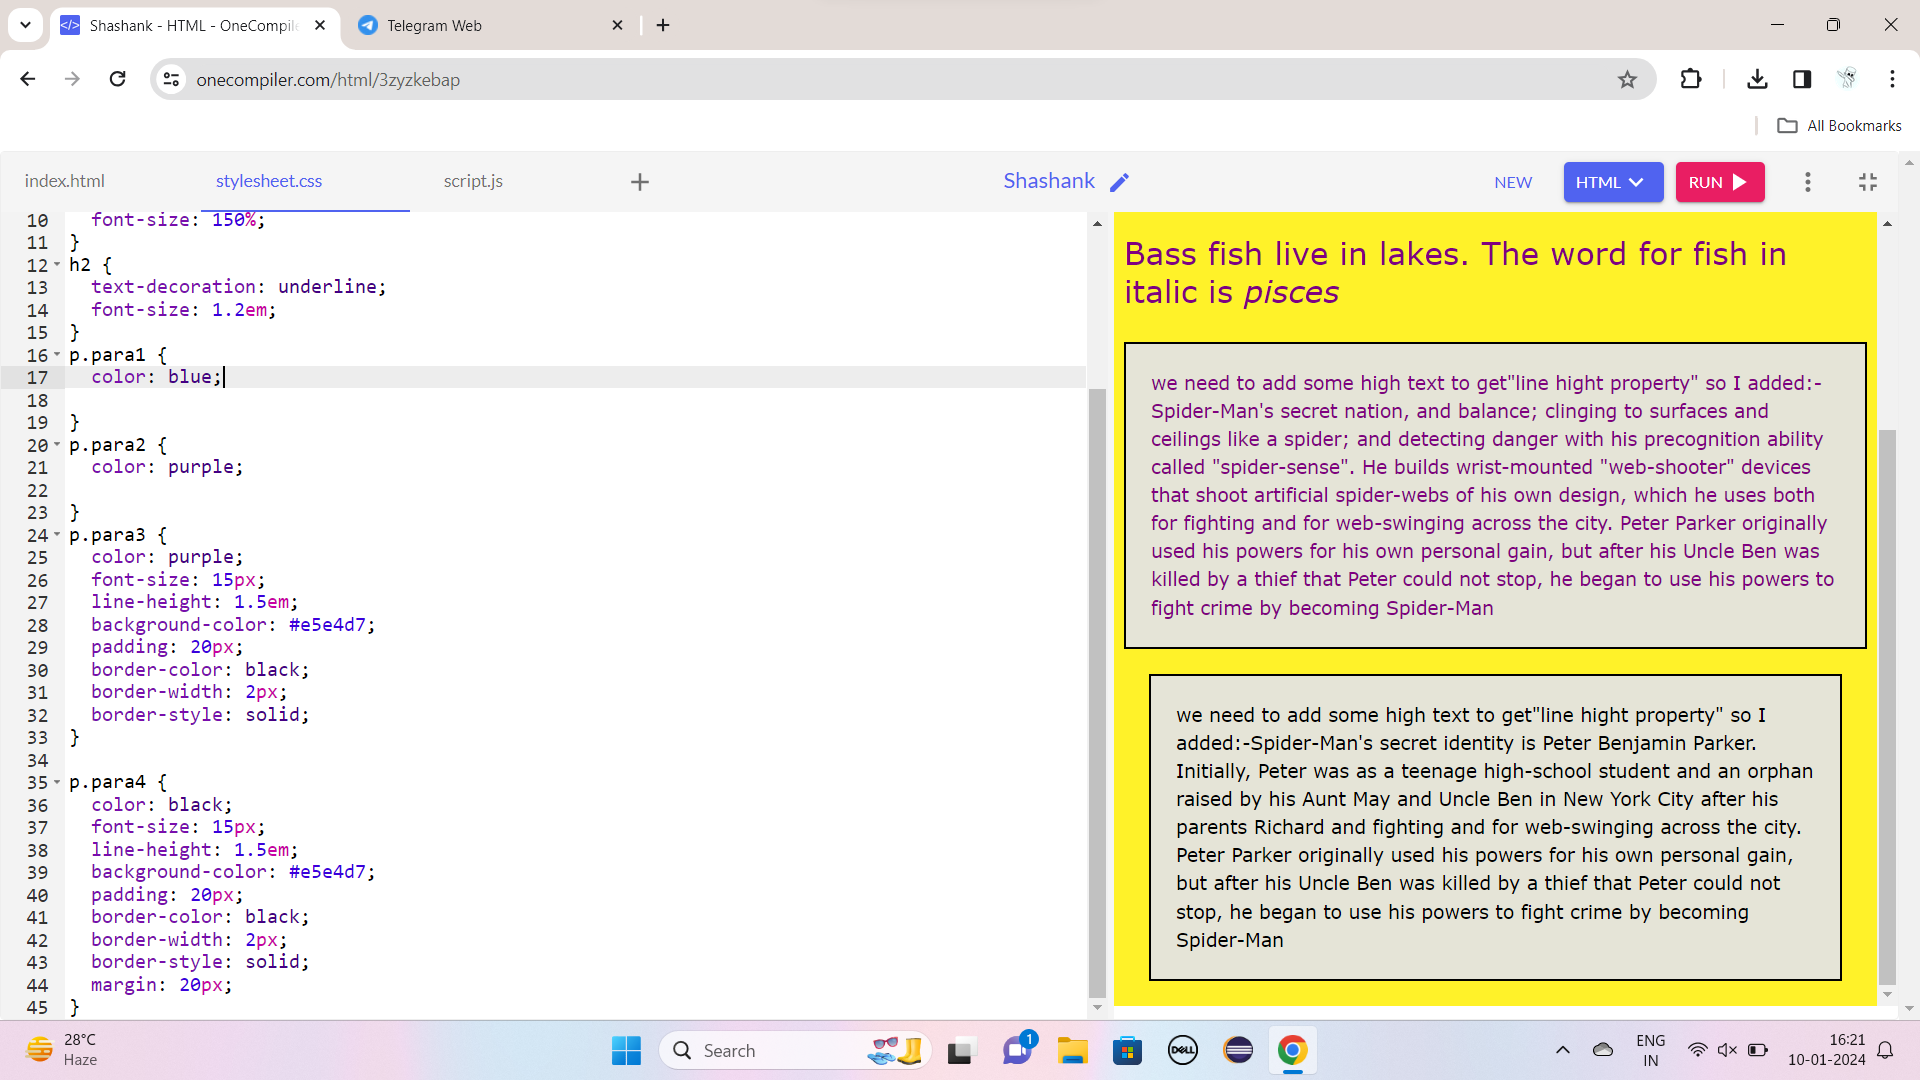 Shashank - HTML - OneCompile
Telegram Web
onecompiler.com/html/3zyzkebap
All Bookmarks
index.html
stylesheet.css
script.js
Shashank
NEW
HTML
RUN
10 font-size: 150%;
11 }
12 h2 {
13 text-decoration: underline;
14 font-size: 1.2em;
15 }
16 p.para1 {
17 color: blue;
18
19 }
20 p.para2 {
21 color: purple;
22
23 }
24 p.para3 {
25 color: purple;
26 font-size: 15px;
27 line-height: 1.5em;
28 background-color: #e5e4d7;
29 padding: 20px;
30 border-color: black;
31 border-width: 2px;
32 border-style: solid;
33 }
34
35 p.para4 {
36 color: black;
37 font-size: 15px;
38 line-height: 1.5em;
39 background-color: #e5e4d7;
40 padding: 20px;
41 border-color: black;
42 border-width: 2px;
43 border-style: solid;
44 margin: 20px;
45 }
Bass fish live in lakes. The word for fish in
italic is pisces
we need to add some high text to get"line hight property" so I added:-
Spider-Man's secret nation, and balance; clinging to surfaces and
ceilings like a spider; and detecting danger with his precognition ability
called "spider-sense". He builds wrist-mounted "web-shooter" devices
that shoot artificial spider-webs of his own design, which he uses both
for fighting and for web-swinging across the city. Peter Parker originally
used his powers for his own personal gain, but after his Uncle Ben was
killed by a thief that Peter could not stop, he began to use his powers to
fight crime by becoming Spider-Man
we need to add some high text to get"line hight property" so I
added:-Spider-Man's secret identity is Peter Benjamin Parker.
Initially, Peter was as a teenage high-school student and an orphan
raised by his Aunt May and Uncle Ben in New York City after his
parents Richard and fighting and for web-swinging across the city.
Peter Parker originally used his powers for his own personal gain,
but after his Uncle Ben was killed by a thief that Peter could not
stop, he began to use his powers to fight crime by becoming
Spider-Man
28°C
Haze
Search
1
DELL
ENG
IN
16:21
10-01-2024